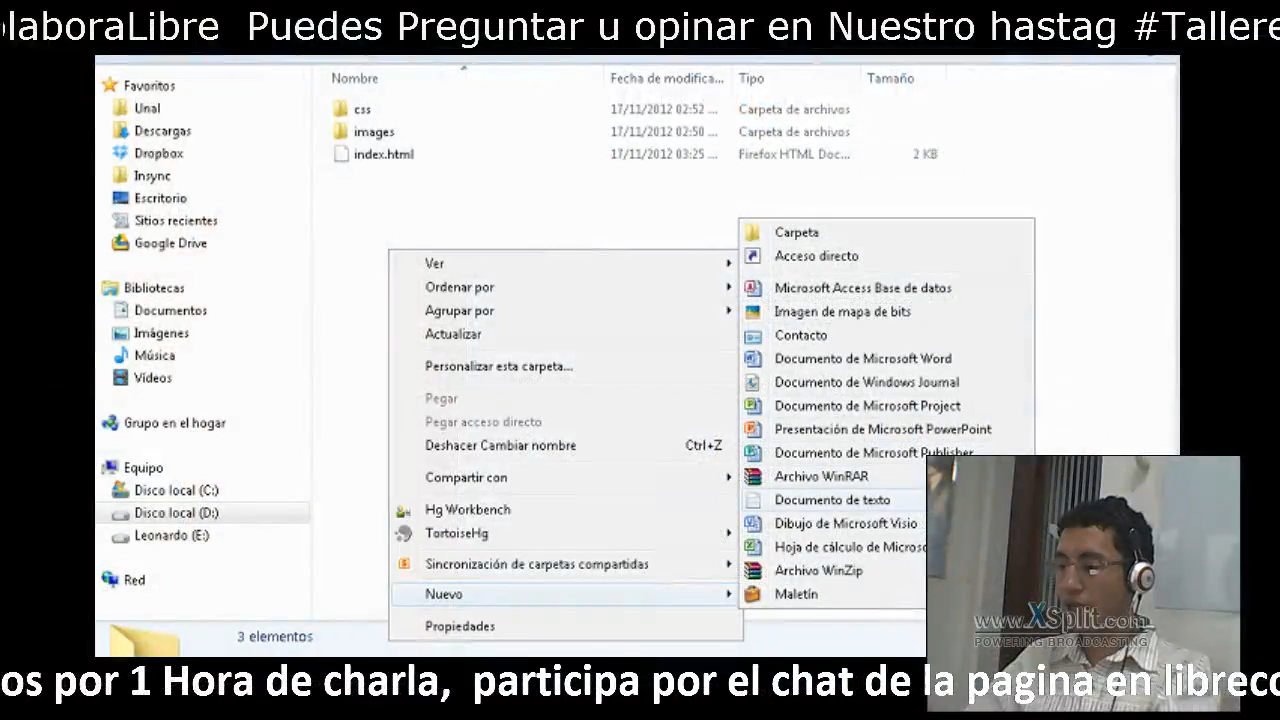 laboraLibre Puedes Preguntar u opinar en Nuestro hastag #Tallere
Nombre Fecha de modifica... Tipo Tamaño
css 17/11/2012 02:52 ... Carpeta de archivos
images 17/11/2012 02:50 ... Carpeta de archivos
index.html 17/11/2012 03:25 ... Firefox HTML Doc... 2 KB
Favoritos
Unal
Descargas
Dropbox
Insync
Escritorio
Sitios recientes
Google Drive
Bibliotecas
Documentos
Imágenes
Música
Vídeos
Grupo en el hogar
Equipo
Disco local (C:)
Disco local (D:)
Leonardo (E:)
Red
Ver
Ordenar por
Agrupar por
Actualizar
Personalizar esta carpeta...
Pegar
Pegar acceso directo
Deshacer Cambiar nombre Ctrl+Z
Compartir con
Hg Workbench
TortoiseHg
Sincronización de carpetas compartidas
Nuevo
Propiedades
Carpeta
Acceso directo
Microsoft Access Base de datos
Imagen de mapa de bits
Contacto
Documento de Microsoft Word
Documento de Windows Journal
Documento de Microsoft Project
Presentación de Microsoft PowerPoint
Documento de Microsoft Publisher
Archivo WinRAR
Documento de texto
Dibujo de Microsoft Visio
Hoja de cálculo de Microso
Archivo WinZip
Maletín
3 elementos
www.XSplit.com
POWERING BROADCASTING
os por 1 Hora de charla, participa por el chat de la pagina en libreco